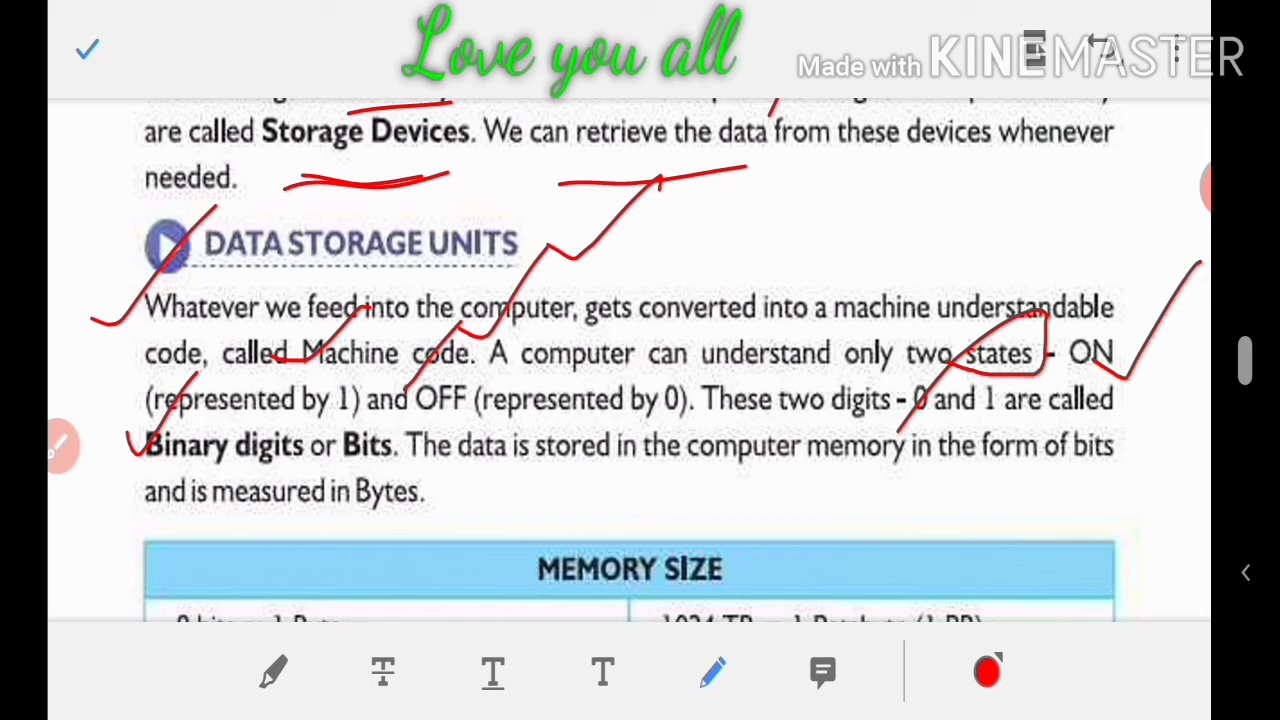 Love you all
Made with KINEMASTER
are called Storage Devices. We can retrieve the data from these devices whenever
needed.
DATA STORAGE UNITS
Whatever we feed into the computer, gets converted into a machine understandable
code, called Machine code. A computer can understand only two states - ON
(represented by 1) and OFF (represented by 0). These two digits - 0 and 1 are called
Binary digits or Bits. The data is stored in the computer memory in the form of bits
and is measured in Bytes.
MEMORY SIZE